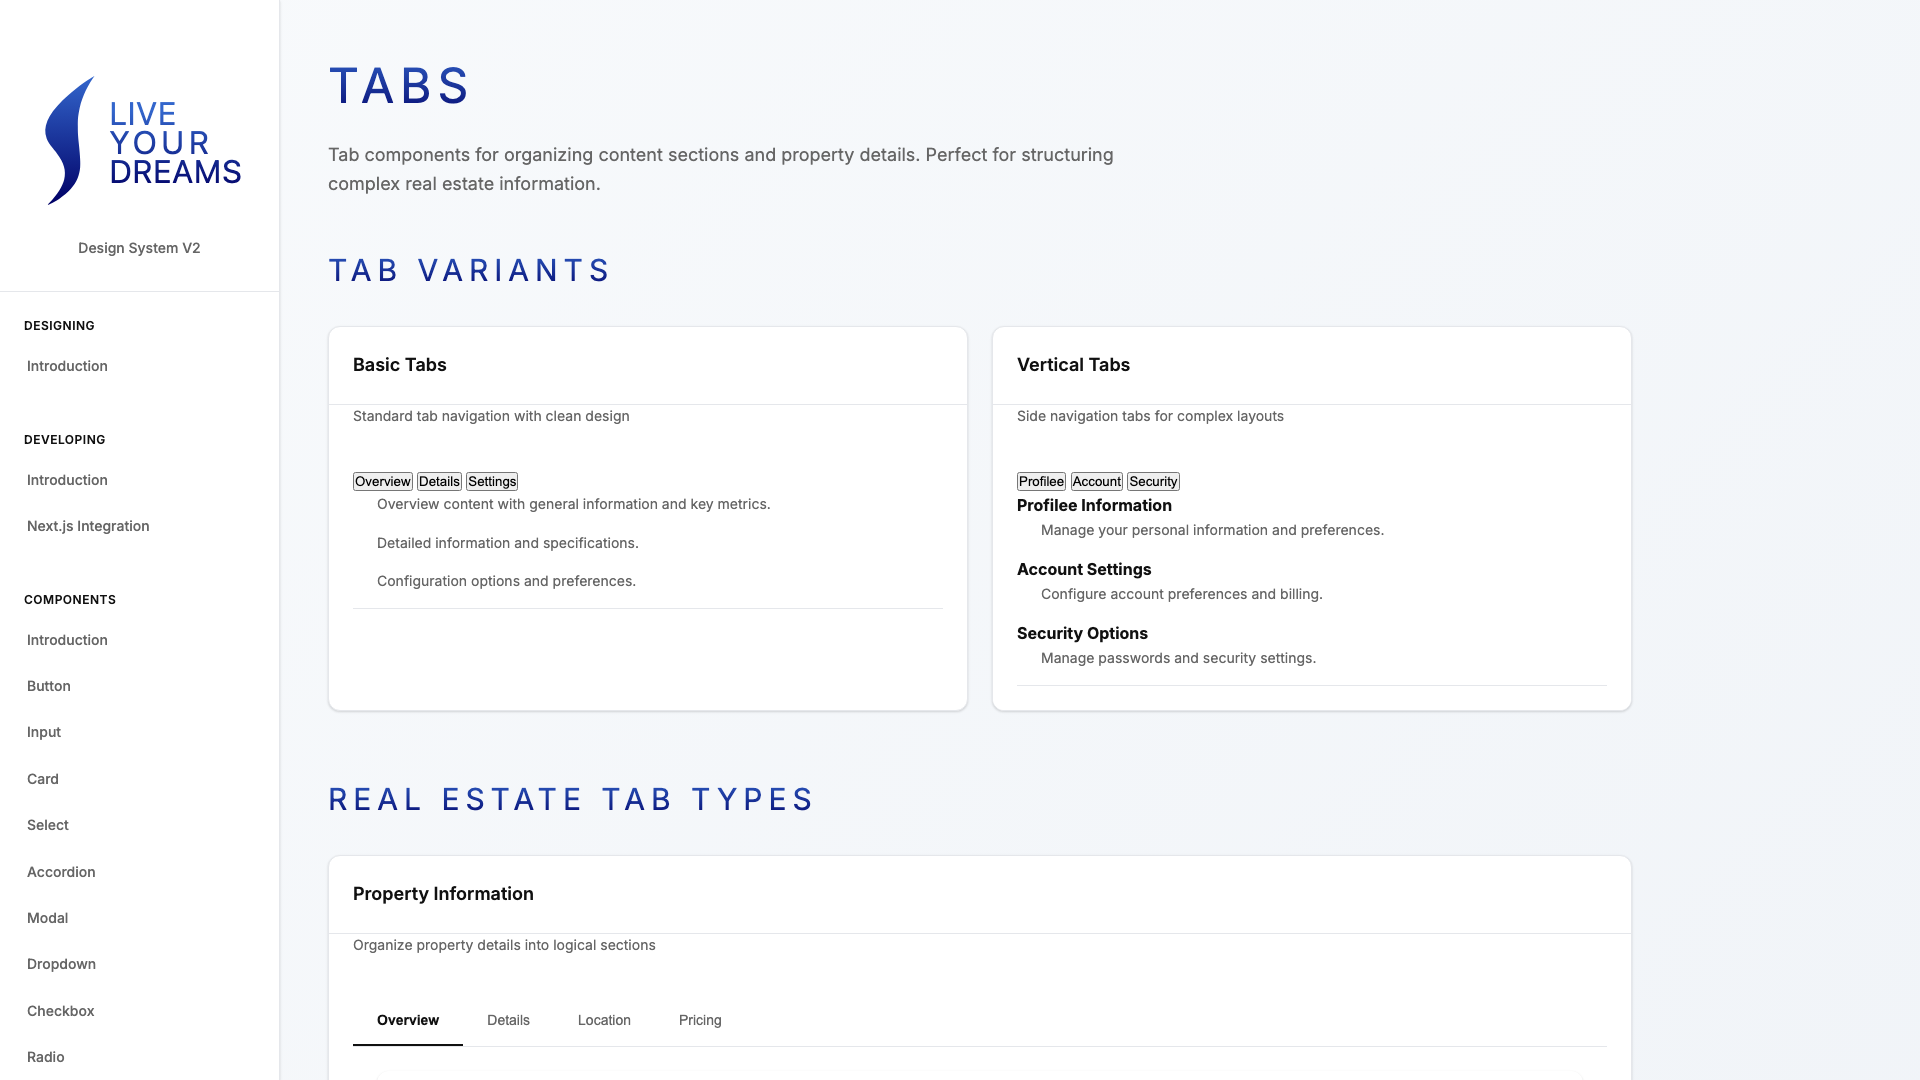 LIVE
YOUR
DREAMS
Design System V2
DESIGNING
Introduction
DEVELOPING
Introduction
Next.js Integration
COMPONENTS
Introduction
Button
Input
Card
Select
Accordion
Modal
Dropdown
Checkbox
Radio
TABS
Tab components for organizing content sections and property details. Perfect for structuring
complex real estate information.
TAB VARIANTS
Basic Tabs
Standard tab navigation with clean design
Overview Details Settings
Overview content with general information and key metrics.
Detailed information and specifications.
Configuration options and preferences.
Vertical Tabs
Side navigation tabs for complex layouts
Profilee Account Security
Profilee Information
Manage your personal information and preferences.
Account Settings
Configure account preferences and billing.
Security Options
Manage passwords and security settings.
REAL ESTATE TAB TYPES
Property Information
Organize property details into logical sections
Overview Details Location Pricing